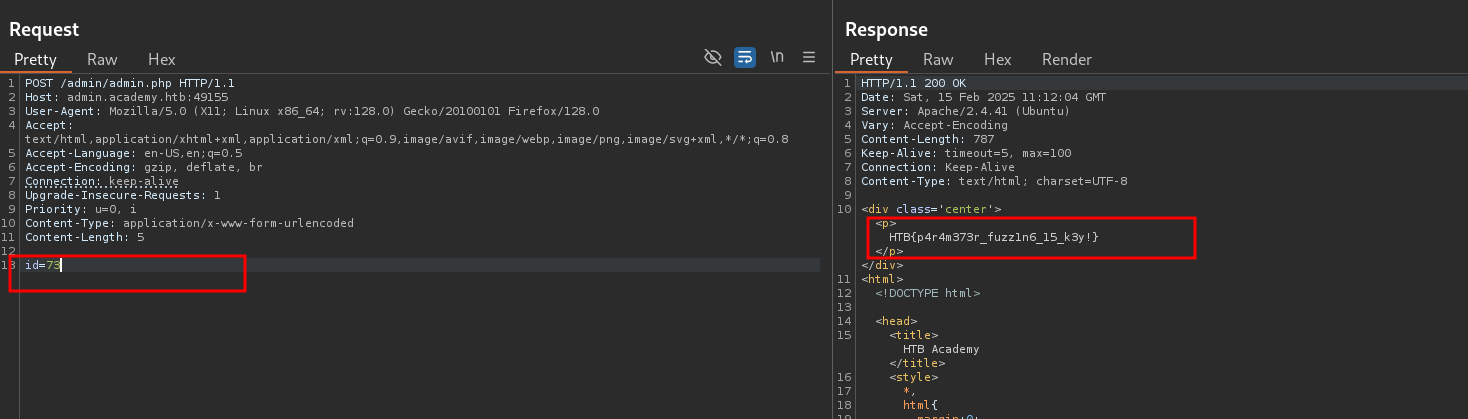 Request
Pretty Raw Hex
\n
1 POST /admin/admin.php HTTP/1.1
2 Host: admin.academy.htb:49155
3 User-Agent: Mozilla/5.0 (X11; Linux x86_64; rv:128.0) Gecko/20100101 Firefox/128.0
4 Accept:
text/html,application/xhtml+xml,application/xml;q=0.9,image/avif,image/webp,image/png,image/svg+xml,*/*;q=0.8
5 Accept-Language: en-US,en;q=0.5
6 Accept-Encoding: gzip, deflate, br
7 Connection: keep-alive
8 Upgrade-Insecure-Requests: 1
9 Priority: u=0, i
10 Content-Type: application/x-www-form-urlencoded
11 Content-Length: 5
12
13 id=73
Response
Pretty Raw Hex Render
1 HTTP/1.1 200 OK
2 Date: Sat, 15 Feb 2025 11:12:04 GMT
3 Server: Apache/2.4.41 (Ubuntu)
4 Vary: Accept-Encoding
5 Content-Length: 787
6 Keep-Alive: timeout=5, max=100
7 Connection: Keep-Alive
8 Content-Type: text/html; charset=UTF-8
9
10 <div class='center'>
<p>
HTB{p4r4m373r_fuzz1n6_15_k3y!}
</p>
</div>
11 <html>
12 <!DOCTYPE html>
13
14 <head>
15 <title>
HTB Academy
</title>
16 <style>
17 *,
18 html{
19 margin:0;